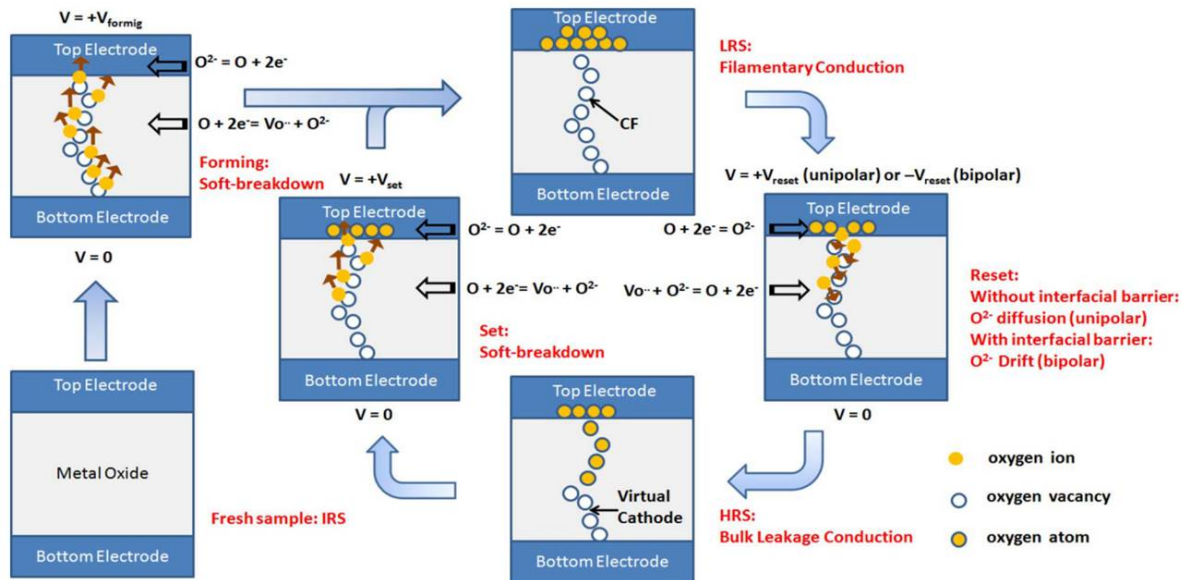 V = +Vformig
Top Electrode
O²⁻ = O + 2e⁻
O + 2e⁻= Vo¨ + O²⁻
Forming:
Soft-breakdown
Bottom Electrode
V = 0
Top Electrode
CF
Bottom Electrode
LRS:
Filamentary Conduction
V = +Vset
Top Electrode
O²⁻ = O + 2e⁻
O + 2e⁻= Vo¨ + O²⁻
Set:
Soft-breakdown
Bottom Electrode
V = 0
V = +Vreset (unipolar) or –Vreset (bipolar)
Top Electrode
O + 2e⁻ = O²⁻
Vo¨ + O²⁻ = O + 2e⁻
Bottom Electrode
V = 0
Reset:
Without interfacial barrier:
O²⁻ diffusion (unipolar)
With interfacial barrier:
O²⁻ Drift (bipolar)
Top Electrode
Metal Oxide
Bottom Electrode
Fresh sample: IRS
Top Electrode
Virtual
Cathode
Bottom Electrode
HRS:
Bulk Leakage Conduction
oxygen ion
oxygen vacancy
oxygen atom